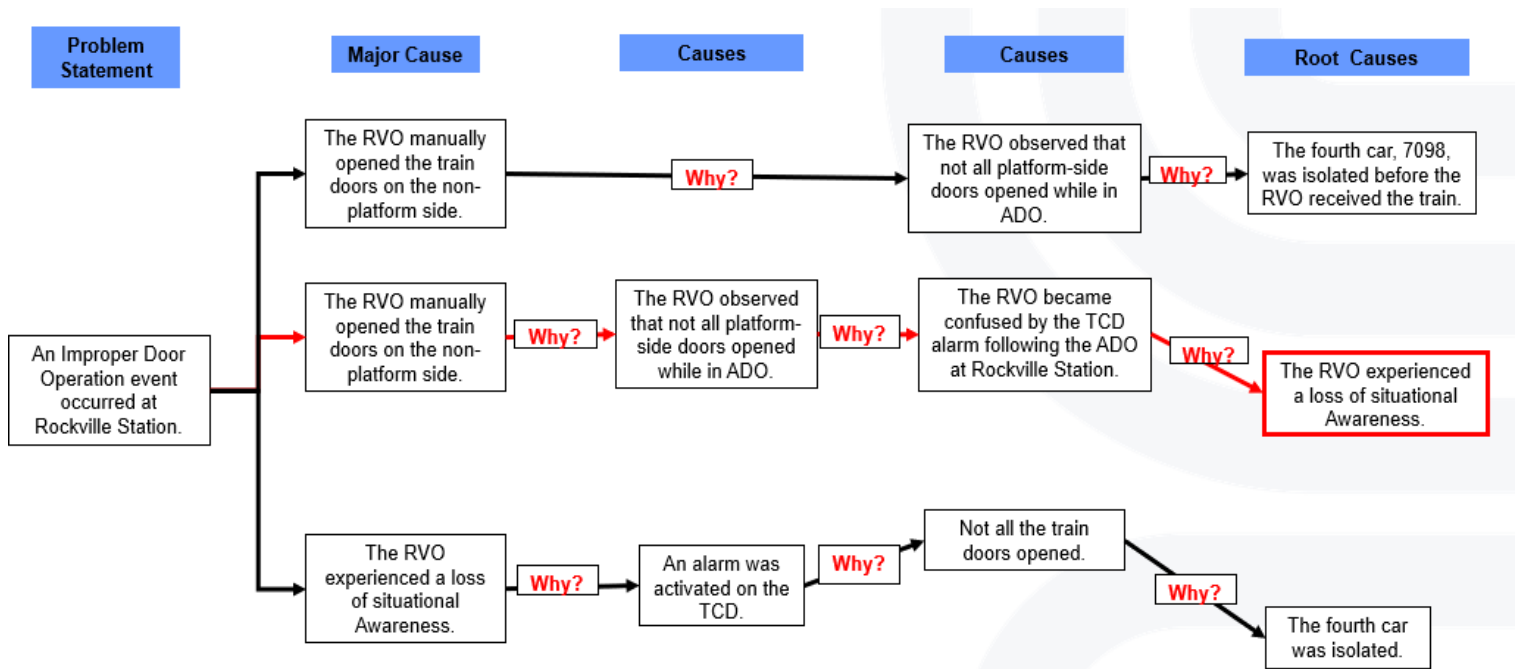 Problem
Statement
Major Cause
Causes
Causes
Root Causes
The RVO manually
opened the train
doors on the non-
platform side.
Why?
The RVO observed that
not all platform-side
doors opened while in
ADO.
Why?
The fourth car, 7098,
was isolated before the
RVO received the train.
An Improper Door
Operation event
occurred at
Rockville Station.
The RVO manually
opened the train
doors on the non-
platform side.
Why?
The RVO observed
that not all platform-
side doors opened
while in ADO.
Why?
The RVO became
confused by the TCD
alarm following the ADO
at Rockville Station.
Why?
The RVO experienced
a loss of situational
Awareness.
The RVO
experienced a loss
of situational
Awareness.
Why?
An alarm was
activated on the
TCD.
Why?
Not all the train
doors opened.
Why?
The fourth car
was isolated.